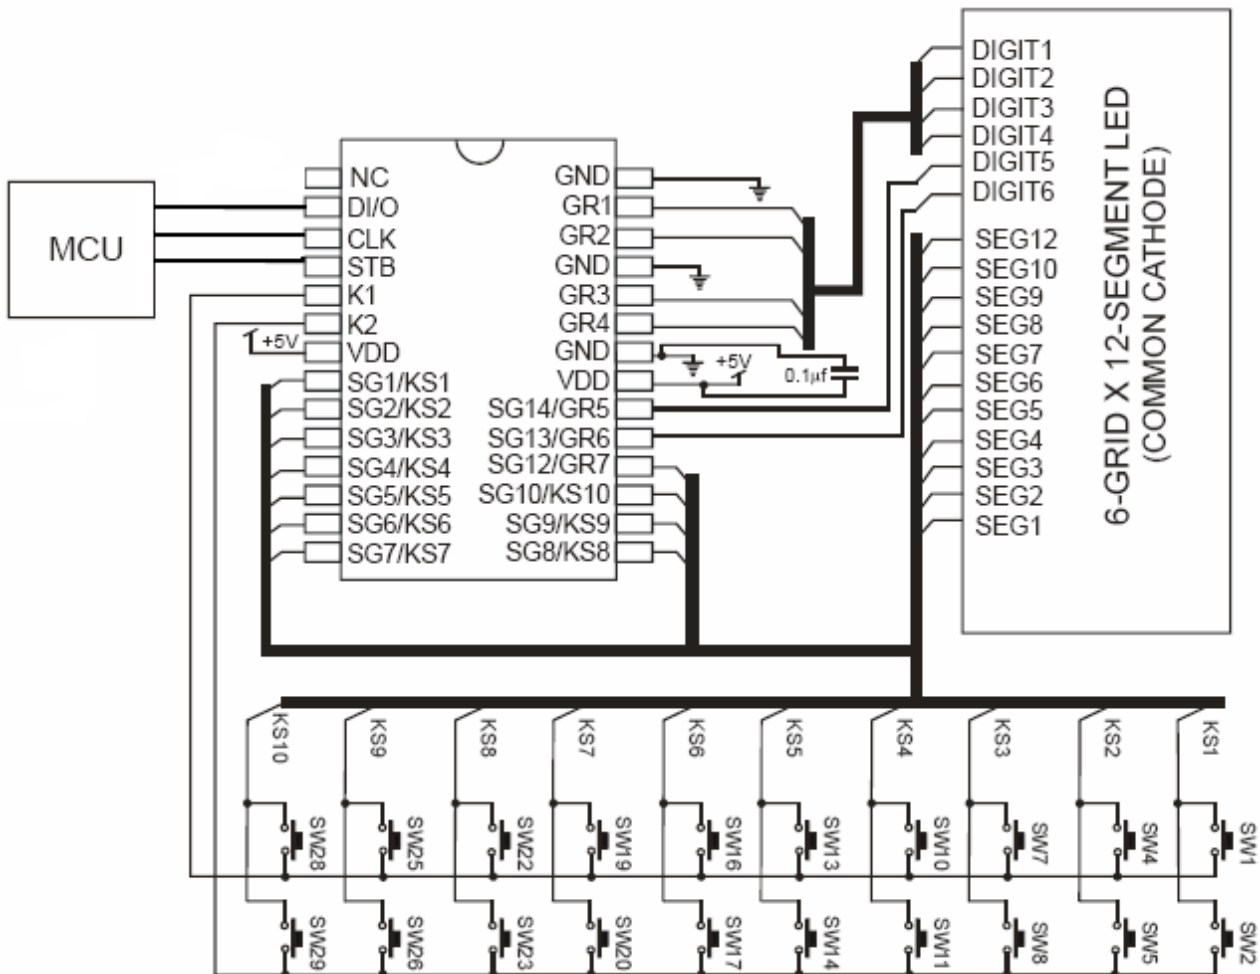 MCU
NC
DI/O
CLK
STB
K1
K2
+5V
VDD
SG1/KS1
SG2/KS2
SG3/KS3
SG4/KS4
SG5/KS5
SG6/KS6
SG7/KS7
GND
GR1
GR2
GND
GR3
GR4
GND
VDD
SG14/GR5
SG13/GR6
SG12/GR7
SG10/KS10
SG9/KS9
SG8/KS8
+5V
0.1µf
DIGIT1
DIGIT2
DIGIT3
DIGIT4
DIGIT5
DIGIT6
SEG12
SEG10
SEG9
SEG8
SEG7
SEG6
SEG5
SEG4
SEG3
SEG2
SEG1
6-GRID X 12-SEGMENT LED
(COMMON CATHODE)
KS10
KS9
KS8
KS7
KS6
KS5
KS4
KS3
KS2
KS1
SW28
SW25
SW22
SW19
SW16
SW13
SW10
SW7
SW4
SW1
SW29
SW26
SW23
SW20
SW17
SW14
SW11
SW8
SW5
SW2